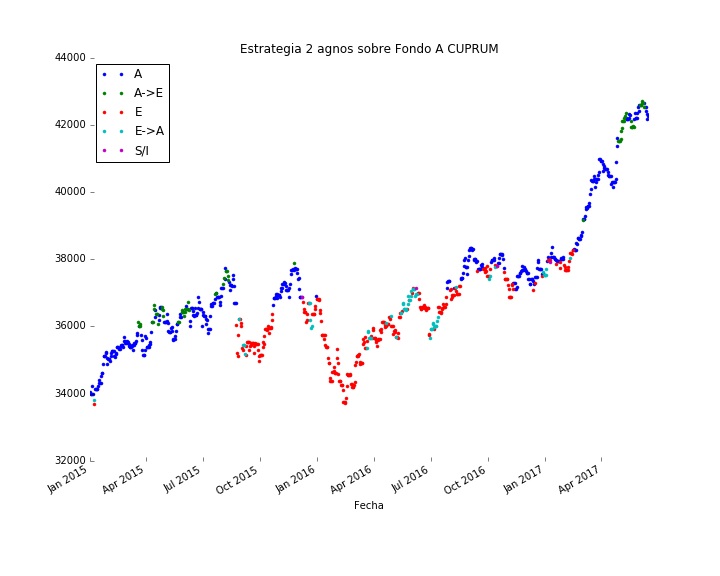 Estrategia 2 agnos sobre Fondo A CUPRUM
44000
42000
40000
38000
36000
34000
32000
A
A->E
E
E->A
S/I
Jan 2015
Apr 2015
Jul 2015
Oct 2015
Jan 2016
Apr 2016
Jul 2016
Oct 2016
Jan 2017
Apr 2017
Fecha